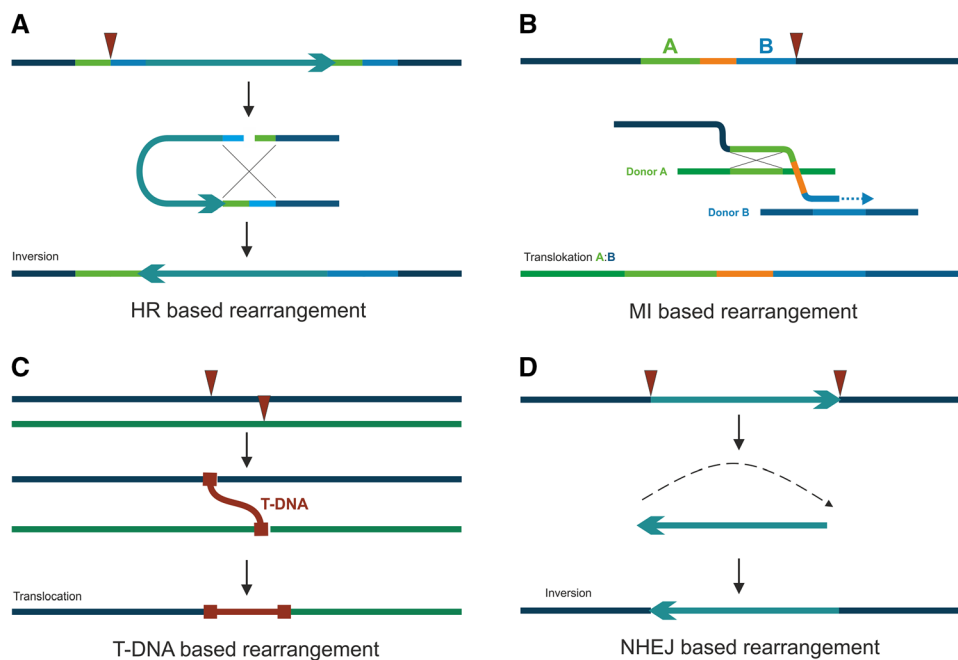 A
Inversion
HR based rearrangement
B
A
B
Donor A
Donor B
Translokation A:B
MI based rearrangement
C
T-DNA
Translocation
T-DNA based rearrangement
D
Inversion
NHEJ based rearrangement